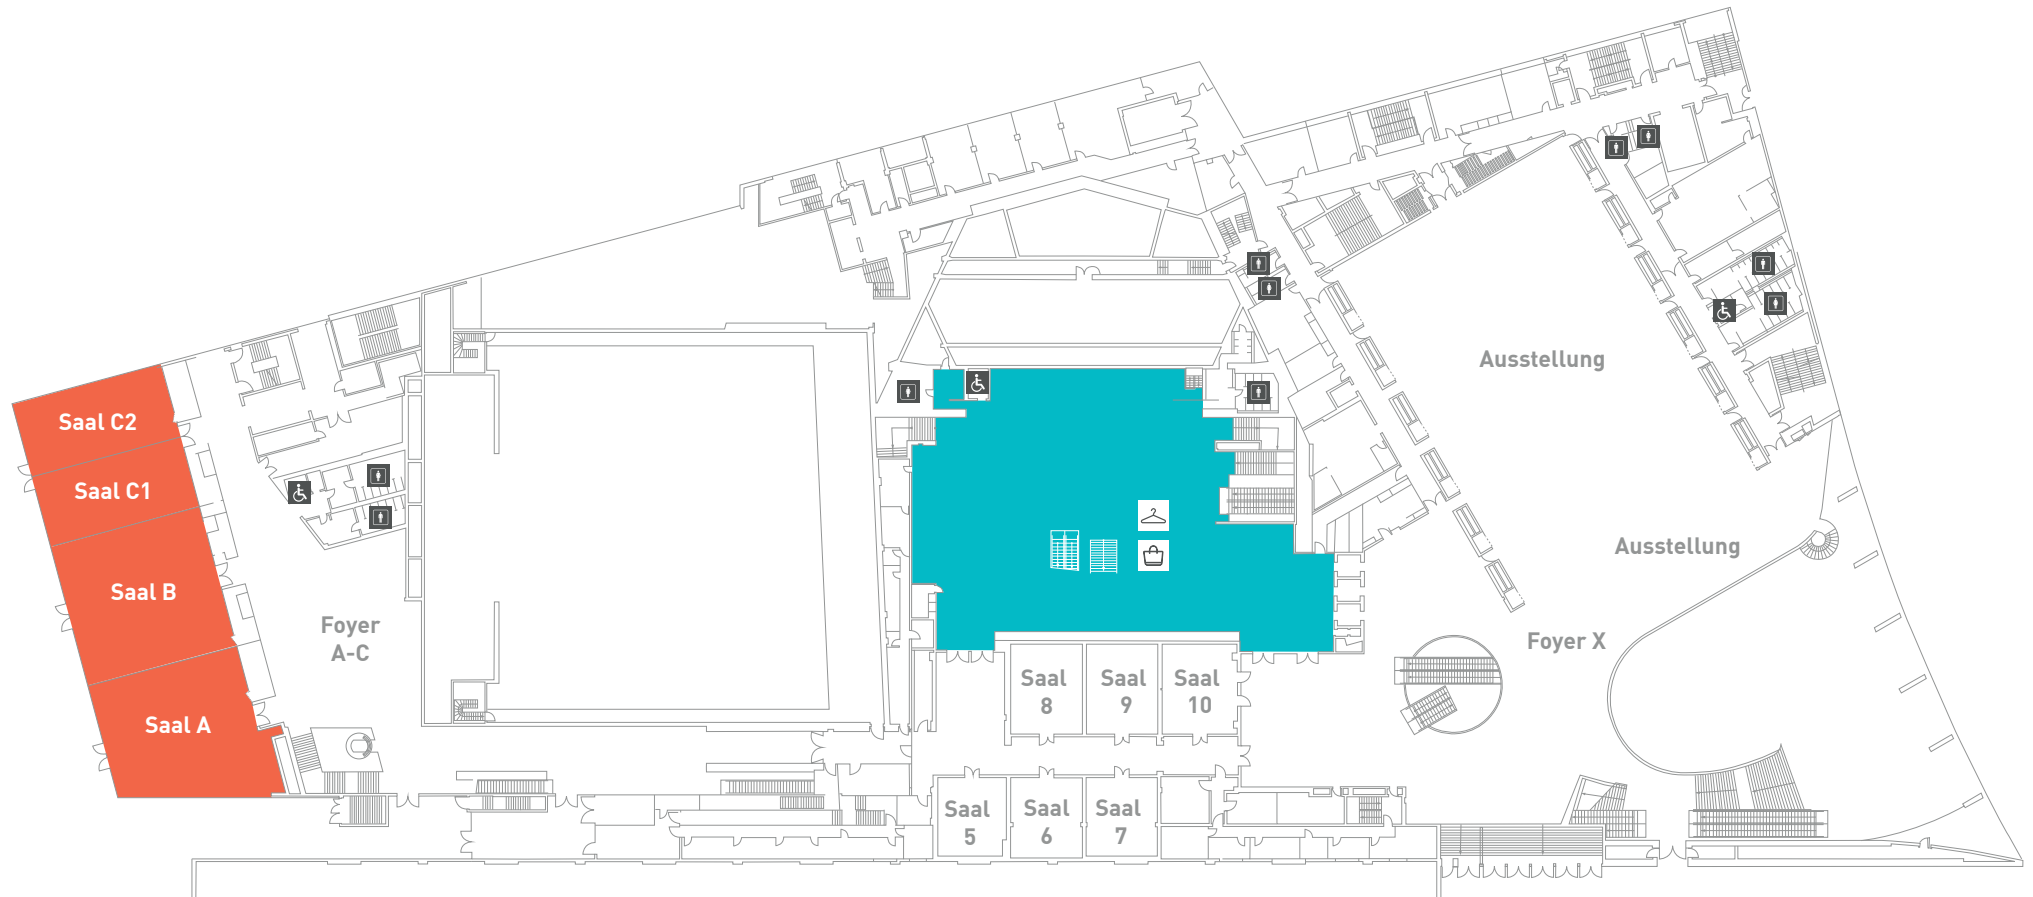 Saal C2
Saal C1
Saal B
Saal A
Foyer
A-C
Saal
8
Saal
9
Saal
10
Saal
5
Saal
6
Saal
7
Ausstellung
Ausstellung
Foyer X